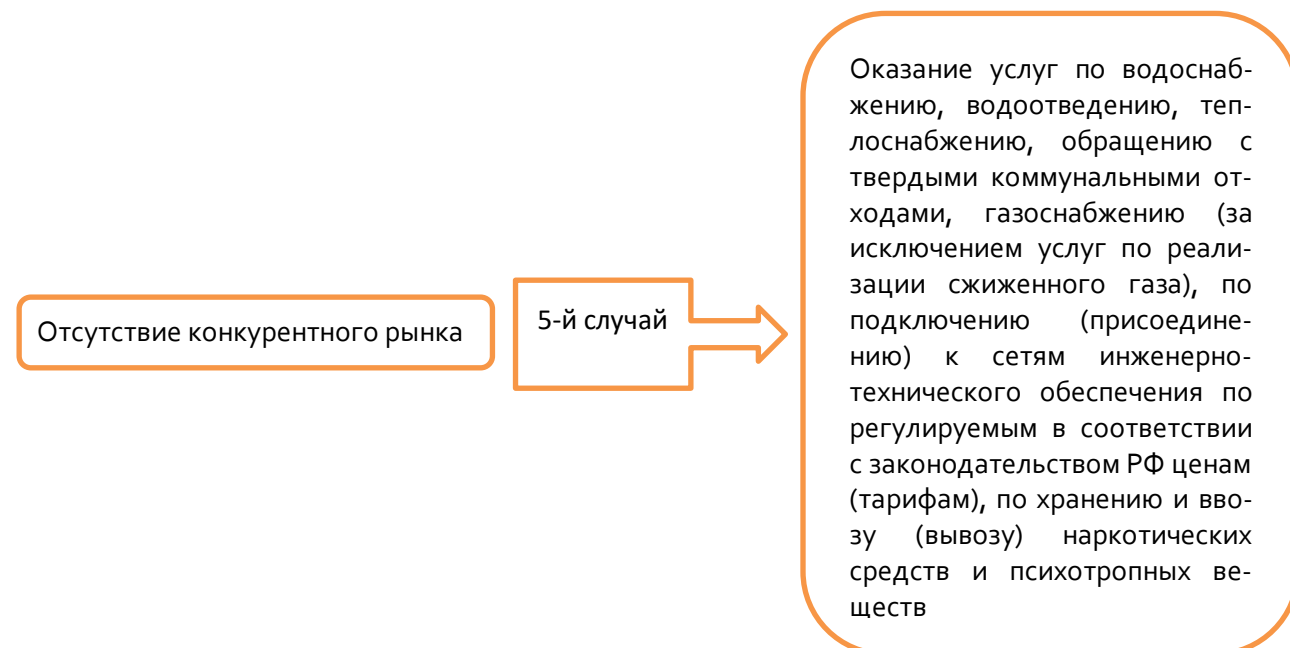 Отсутствие конкурентного рынка
5-й случай
Оказание услуг по водоснаб-
жению, водоотведению, теп-
лоснабжению, обращению с
твердыми коммунальными от-
ходами, газоснабжению (за
исключением услуг по реали-
зации сжиженного газа), по
подключению (присоедине-
нию) к сетям инженерно-
технического обеспечения по
регулируемым в соответствии
с законодательством РФ ценам
(тарифам), по хранению и вво-
зу (вывозу) наркотических
средств и психотропных ве-
ществ